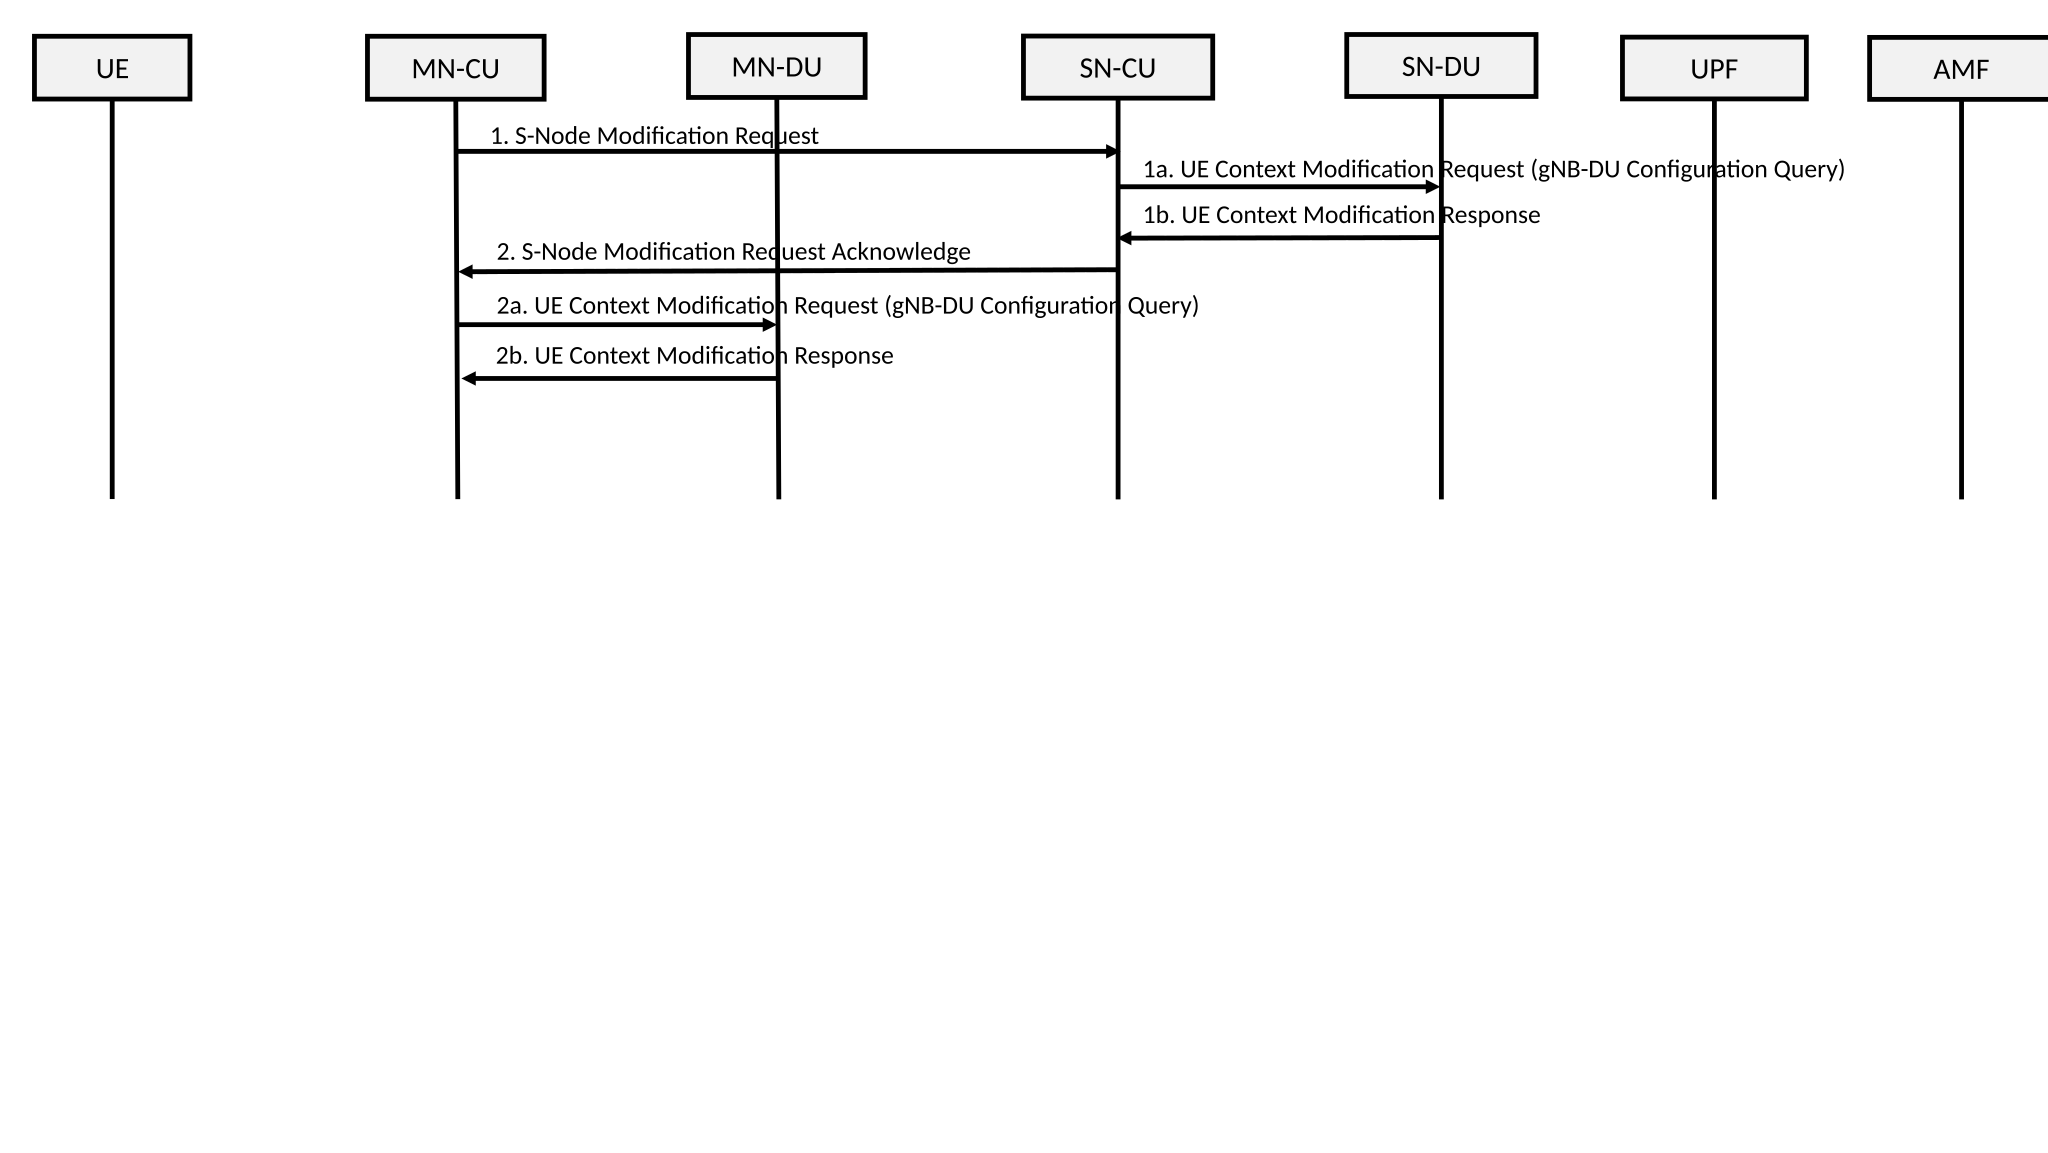 UE
MN-CU
MN-DU
SN-CU
SN-DU
UPF
AMF
1. S-Node Modification Request
1a. UE Context Modification Request (gNB-DU Configuration Query)
1b. UE Context Modification Response
2. S-Node Modification Request Acknowledge
2a. UE Context Modification Request (gNB-DU Configuration Query)
2b. UE Context Modification Response